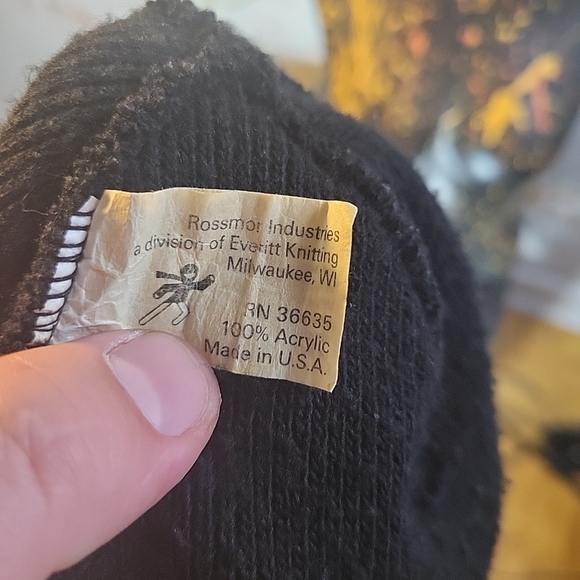 Rossmor Industries
a division of Everitt Knitting
Milwaukee, WI
RN 36635
100% Acrylic
Made in U.S.A.